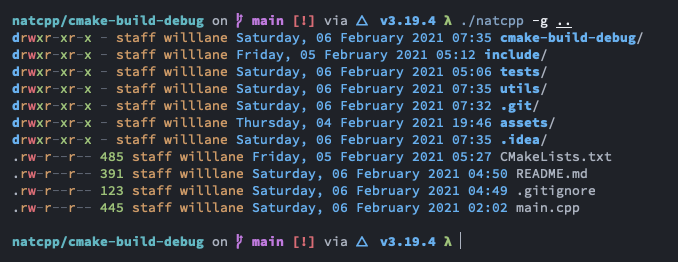 natcpp/cmake-build-debug on main [!] via △ v3.19.4 λ ./natcpp -g ..
drwxr-xr-x - staff willlane Saturday, 06 February 2021 07:35 cmake-build-debug/
drwxr-xr-x - staff willlane Friday, 05 February 2021 05:12 include/
drwxr-xr-x - staff willlane Saturday, 06 February 2021 05:06 tests/
drwxr-xr-x - staff willlane Saturday, 06 February 2021 07:35 utils/
drwxr-xr-x - staff willlane Saturday, 06 February 2021 07:32 .git/
drwxr-xr-x - staff willlane Thursday, 04 February 2021 19:46 assets/
drwxr-xr-x - staff willlane Saturday, 06 February 2021 07:35 .idea/
.rw-r--r-- 485 staff willlane Friday, 05 February 2021 05:27 CMakeLists.txt
.rw-r--r-- 391 staff willlane Saturday, 06 February 2021 04:50 README.md
.rw-r--r-- 123 staff willlane Saturday, 06 February 2021 04:49 .gitignore
.rw-r--r-- 445 staff willlane Saturday, 06 February 2021 02:02 main.cpp
natcpp/cmake-build-debug on main [!] via △ v3.19.4 λ